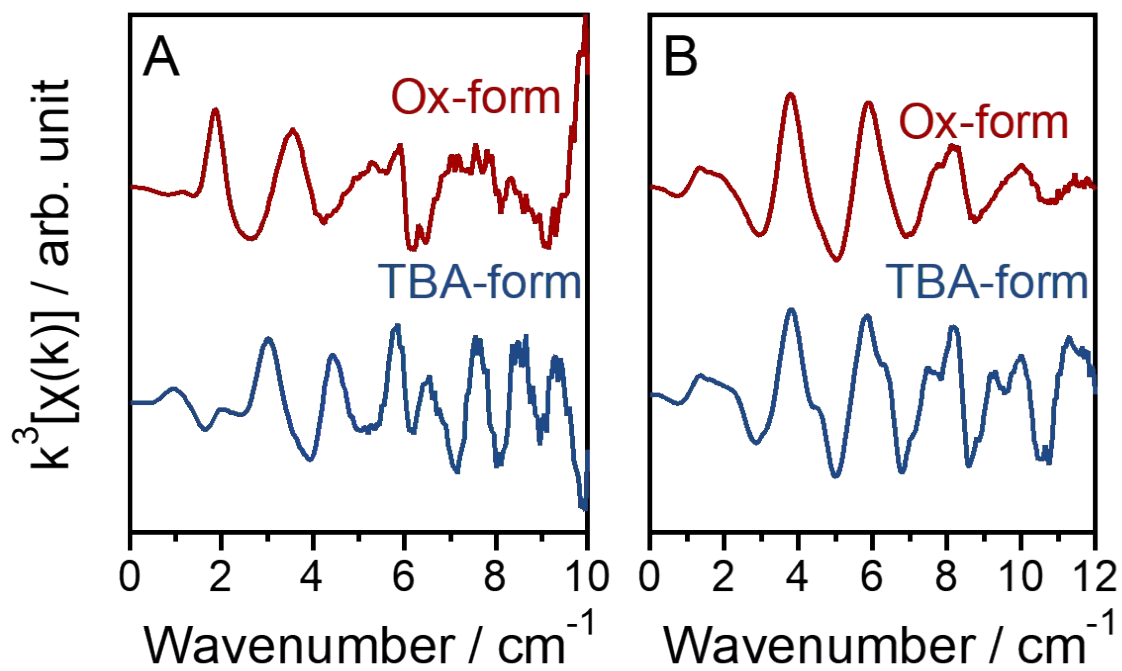 k³[χ(k)] / arb. unit
A
Ox-form
TBA-form
0 2 4 6 8 10
Wavenumber / cm⁻¹
B
Ox-form
TBA-form
0 2 4 6 8 10 12
Wavenumber / cm⁻¹